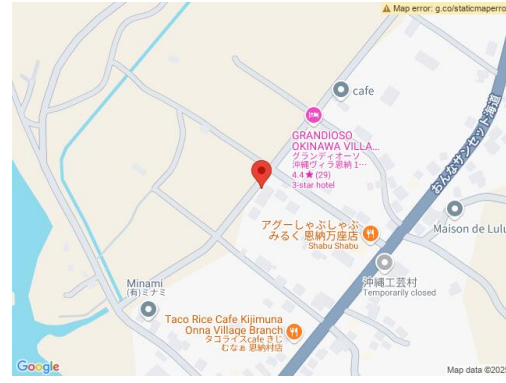 Map error: g.co/staticmaperro
cafe
GRANDIOSO
OKINAWA VILLA...
グランディオーソ
沖縄ヴィラ恩納 1…
4.4★ (29)
3-star hotel
おんなサンセット海道
アグーしゃぶしゃぶ
みるく 恩納万座店
Shabu Shabu
Maison de Lulu
沖縄工芸村
Temporarily closed
Minami
(有)ミナミ
Taco Rice Cafe Kijimuna
Onna Village Branch
タコライスcafe きじ
むなぁ 恩納村店
Google
Map data ©2025